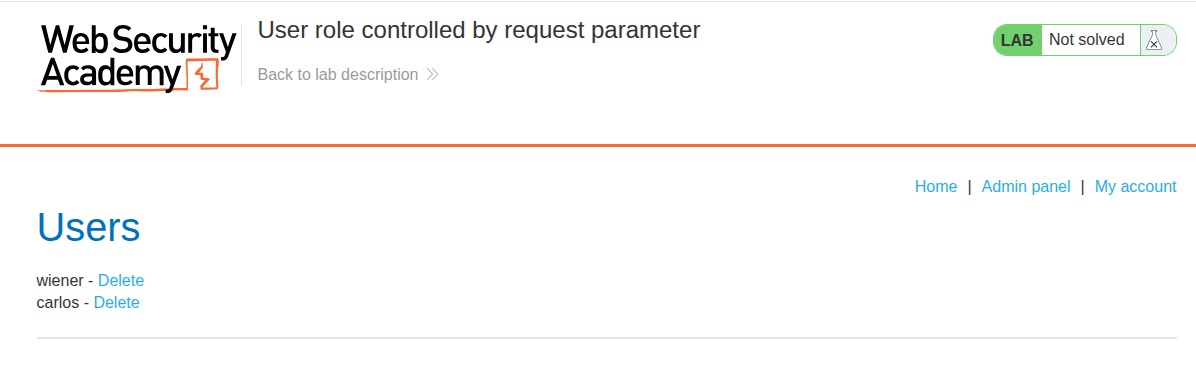 Web Security
Academy
User role controlled by request parameter
Back to lab description
LAB Not solved
Home | Admin panel | My account
Users
wiener - Delete
carlos - Delete